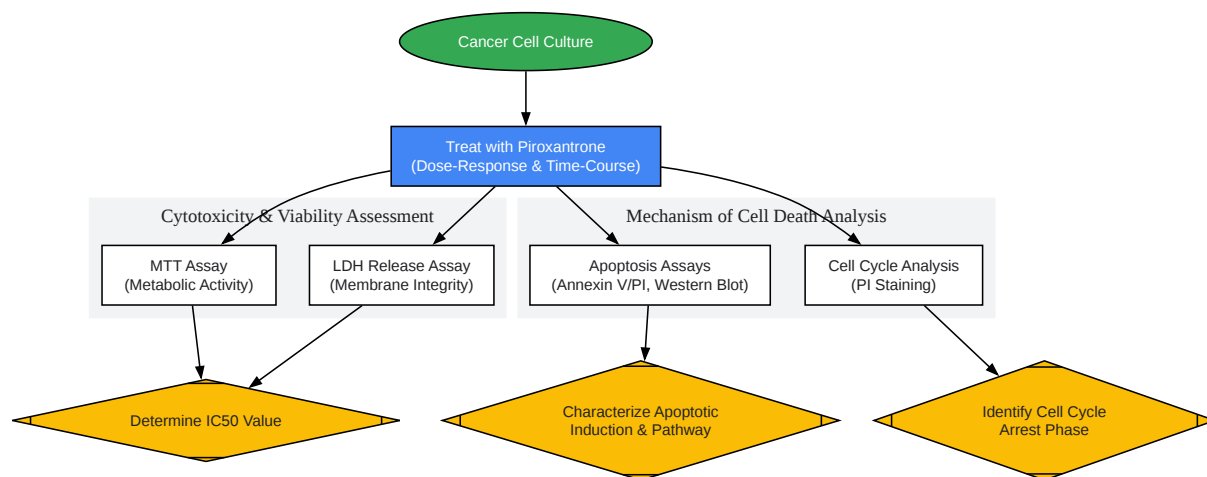 Cancer Cell Culture
Treat with Piroxantrone
(Dose-Response & Time-Course)
Cytotoxicity & Viability Assessment
Mechanism of Cell Death Analysis
MTT Assay
(Metabolic Activity)
LDH Release Assay
(Membrane Integrity)
Apoptosis Assays
(Annexin V/PI, Western Blot)
Cell Cycle Analysis
(PI Staining)
Determine IC50 Value
Characterize Apoptotic
Induction & Pathway
Identify Cell Cycle
Arrest Phase